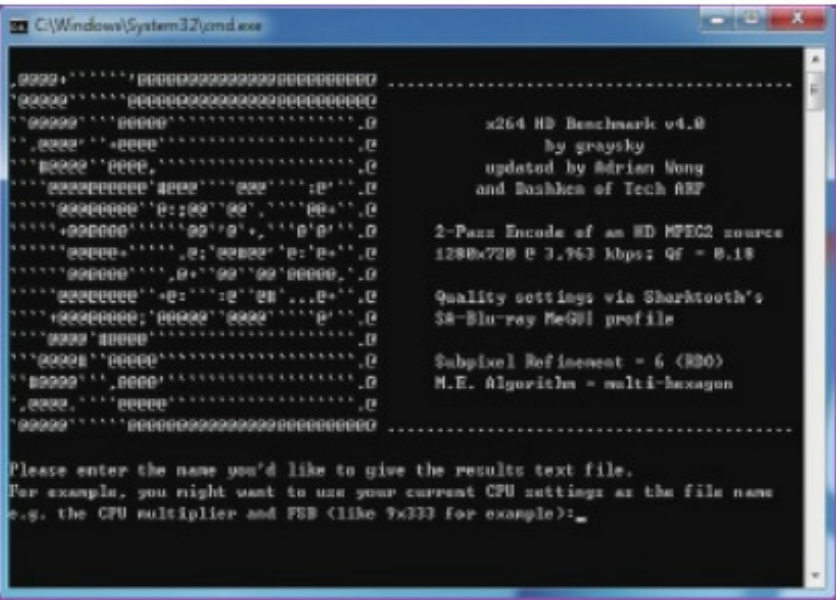 C:\Windows\System32\cmd.exe
x264 HD Benchmark v4.0
by graysky
updated by Adrian Wong
and Dashken of Tech ARP
2-Pass Encode of an HD MPEG2 source
1280x720 @ 3,963 kbps; Qf = 0.18
Quality settings via Sharktooth's
SA-Blu-ray MeGUI profile
Subpixel Refinement = 6 (RDO)
M.E. Algorithm = multi-hexagon
Please enter the name you'd like to give the results text file.
For example, you might want to use your current CPU settings as the file name
e.g. the CPU multiplier and FSB (like 9x333 for example):_